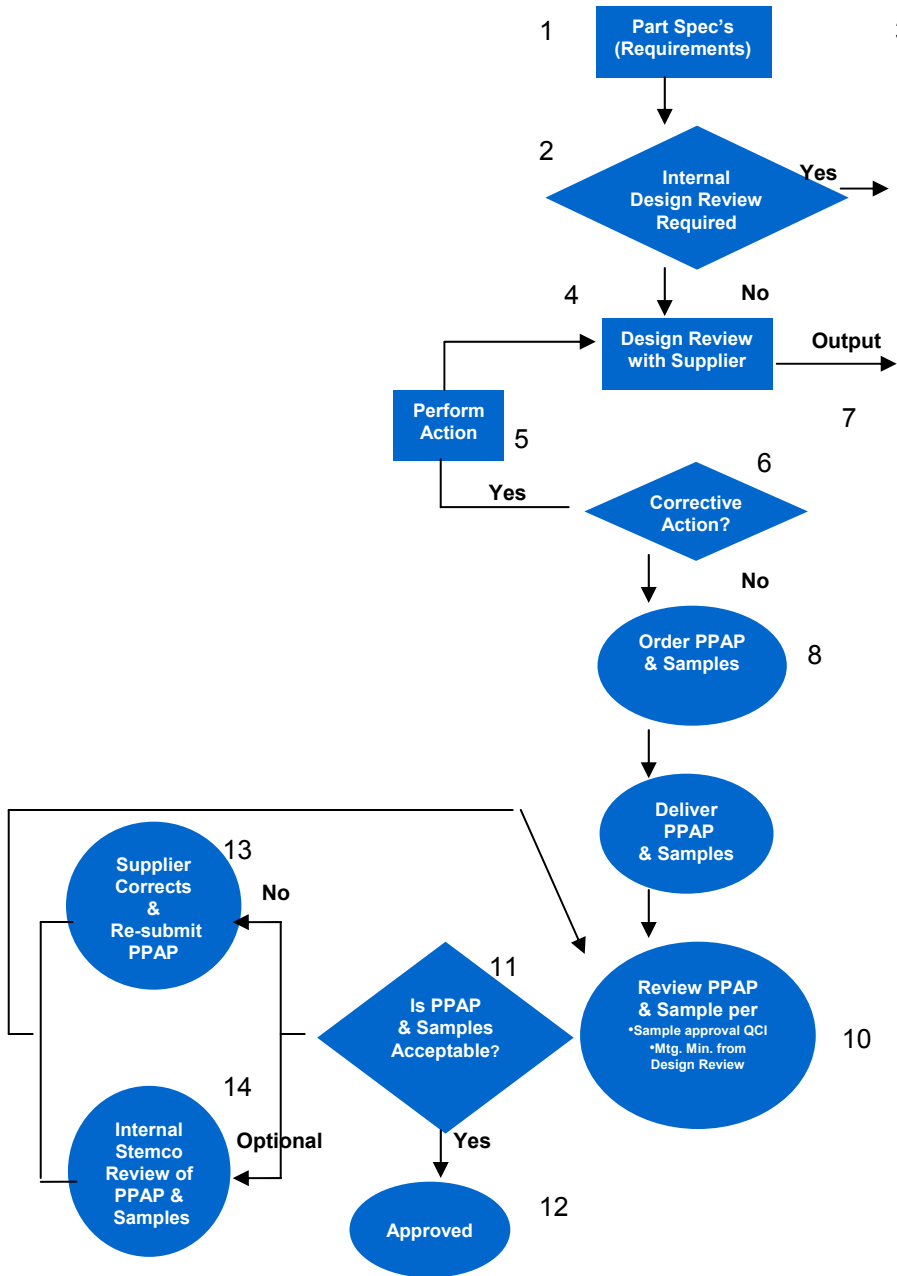 1
Part Spec's
(Requirements)
2
Internal
Design Review
Required
Yes
No
4
Design Review
with Supplier
Output
7
Perform
Action
5
6
Yes
Corrective
Action?
No
Order PPAP
& Samples
8
Deliver
PPAP
& Samples
13
Supplier
Corrects
&
Re-submit
PPAP
No
11
Is PPAP
& Samples
Acceptable?
Review PPAP
& Sample per
•Sample approval QCI
•Mtg. Min. from
Design Review
10
14
Internal
Stemco
Review of
PPAP &
Samples
Optional
Yes
Approved
12